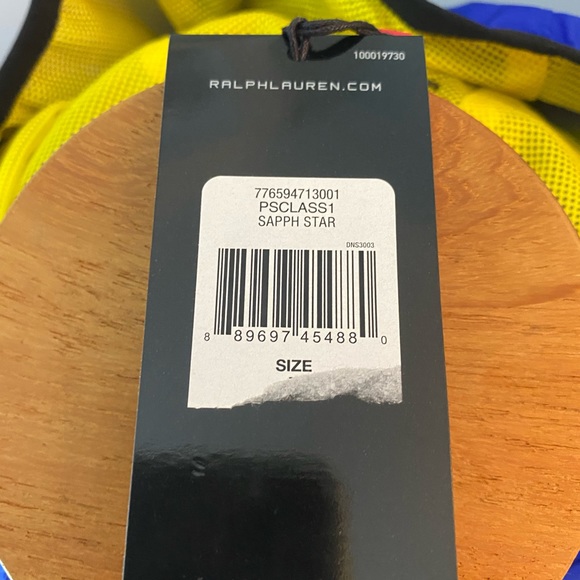 100019730
RALPHLAUREN.COM
776594713001
PSCLASS1
SAPPH STAR
DNS3003
8 89697 45488 0
SIZE